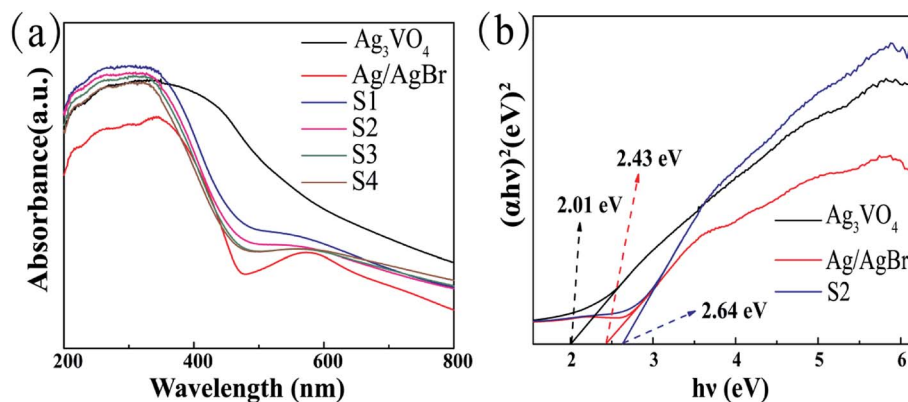 (a)
Ag₃VO₄
Ag/AgBr
S1
S2
S3
S4
Absorbance(a.u.)
200 400 600 800
Wavelength (nm)
(b)
(αhν)²(eV)²
2.43 eV
2.01 eV
2.64 eV
Ag₃VO₄
Ag/AgBr
S2
2 3 4 5 6
hν (eV)